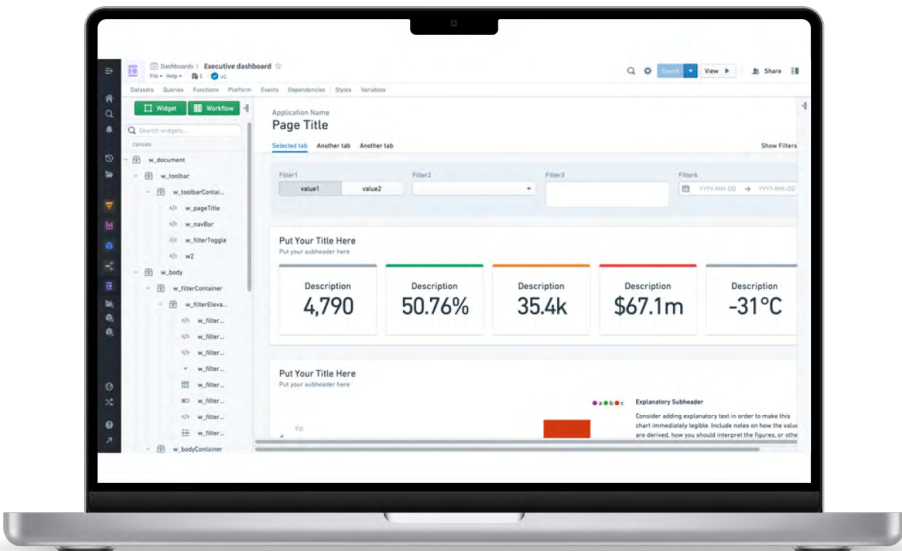 Dashboards › Executive dashboard
File Help 1 v1
View
Share
Datasets Queries Functions Platform Events Dependencies Styles Variables
Widget Workflow
Search widgets...
canvas
w_document
w_toolbar
w_toolbarContai...
w_pageTitle
w_navBar
w_filterToggle
w2
w_body
w_filterContainer
w_filterEleva...
w_filter...
w_filter...
w_filter...
w_filter...
w_filter...
w_filter...
w_filter...
w_bodyContainer
Application Name
Page Title
Selected tab Another tab Another tab
Show Filters
Filter1 Filter2 Filter3 Filter4
value1 value2 YYYY-MM-DD → YYYY-MM-DD
Put Your Title Here
Put your subheader here
Description Description Description Description Description
4,790 50.76% 35.4k $67.1m -31°C
Put Your Title Here
Put your subheader here
a b c Explanatory Subheader
Consider adding explanatory text in order to make this
chart immediately legible. Include notes on how the value
are derived, how you should interpret the figures, or othe